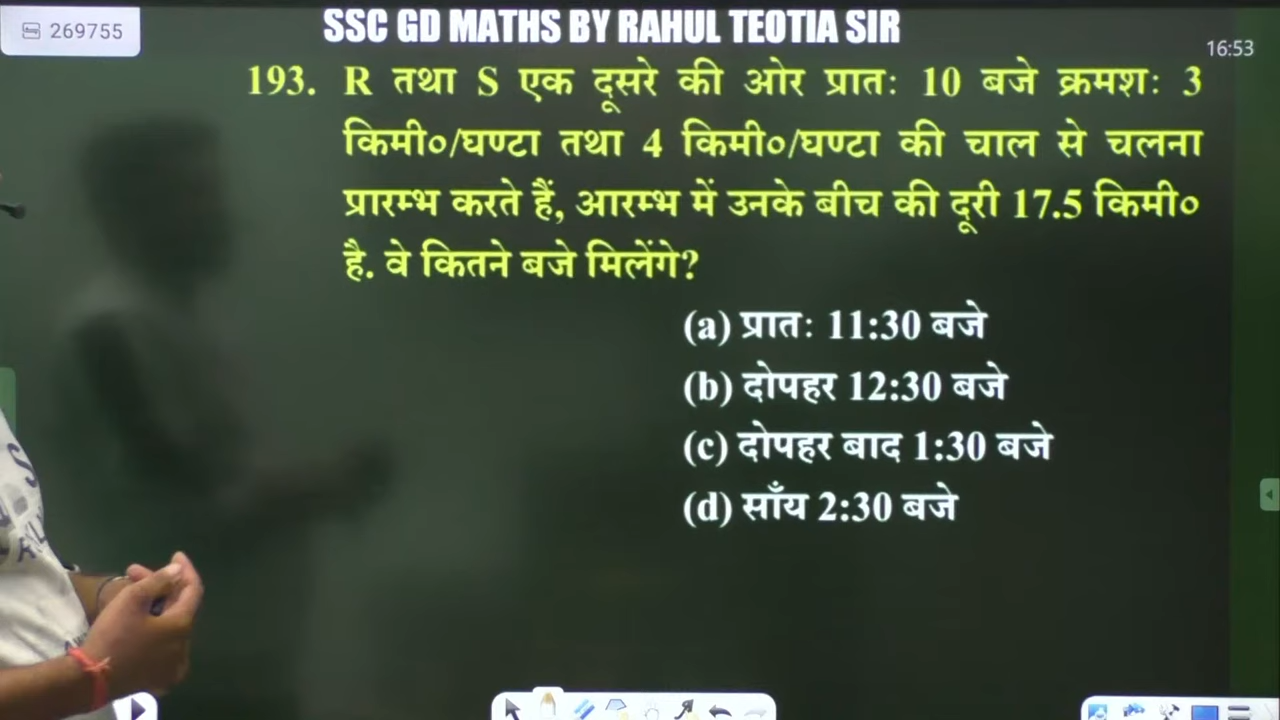 269755
SSC GD MATHS BY RAHUL TEOTIA SIR
16:53
193. R तथा S एक दूसरे की ओर प्रातः 10 बजे क्रमशः 3
किमी०/घण्टा तथा 4 किमी०/घण्टा की चाल से चलना
प्रारम्भ करते हैं, आरम्भ में उनके बीच की दूरी 17.5 किमी०
है. वे कितने बजे मिलेंगे?
(a) प्रातः 11:30 बजे
(b) दोपहर 12:30 बजे
(c) दोपहर बाद 1:30 बजे
(d) साँय 2:30 बजे